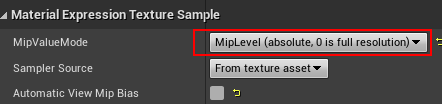 Material Expression Texture Sample
MipValueMode MipLevel (absolute, 0 is full resolution)
Sampler Source From texture asset
Automatic View Mip Bias